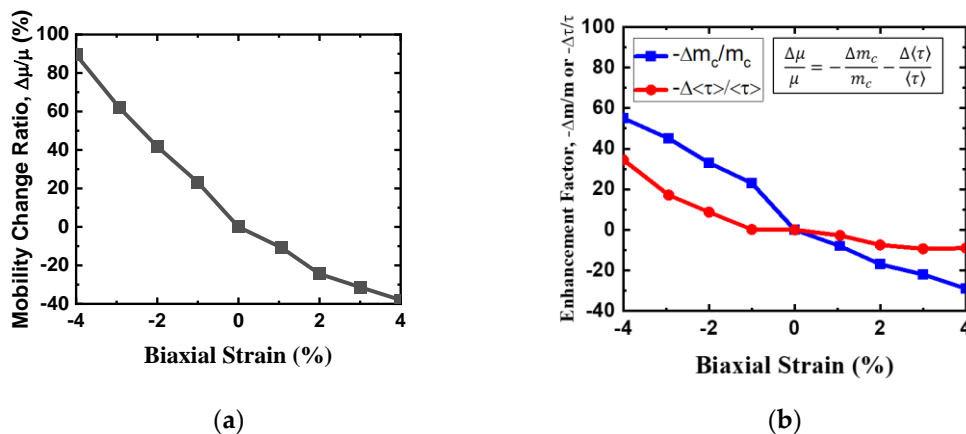 Mobility Change Ratio, Δμ/μ (%)
100
80
60
40
20
0
-20
-40
-4
-2
0
2
4
Biaxial Strain (%)
(a)
Enhancement Factor, -Δm/m or -Δτ/τ
100
80
60
40
20
0
-20
-40
-Δm_c/m_c
-Δ<τ>/<τ>
Δμ/μ = −Δm_c/m_c − Δ⟨τ⟩/⟨τ⟩
-4
-2
0
2
4
Biaxial Strain (%)
(b)